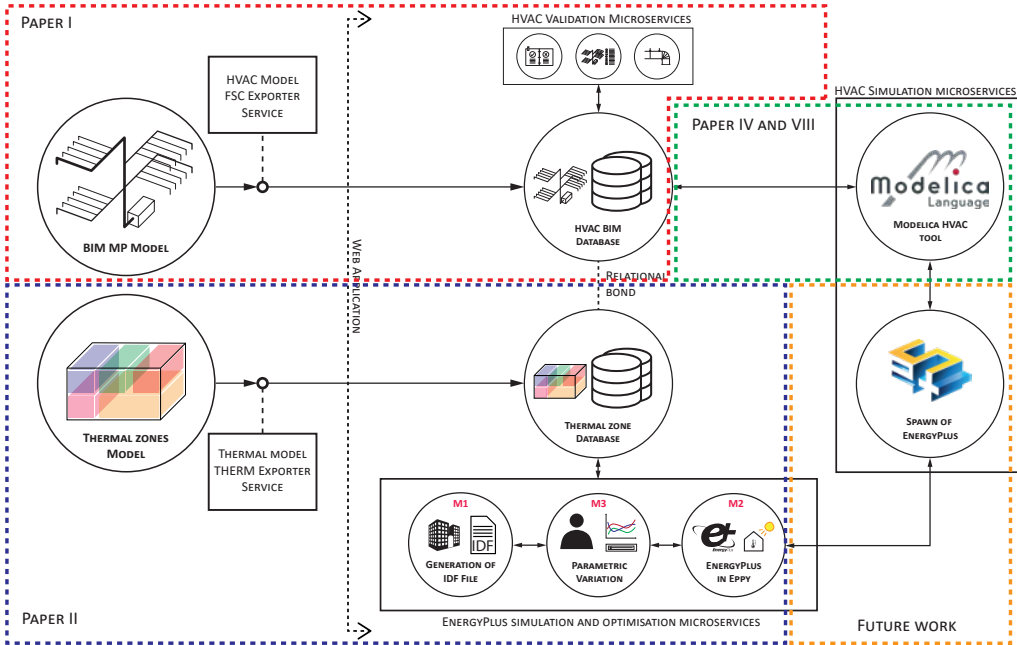 Paper I
HVAC Validation Microservices
HVAC Model
FSC Exporter
Service
HVAC Simulation microservices
Paper IV and VIII
Modelica
Language
Modelica HVAC
tool
BIM MP Model
HVAC BIM
Database
Web Application
Relational
bond
Thermal zones
Model
Thermal model
THERM Exporter
Service
Thermal zone
Database
Spawn of
EnergyPlus
M1
IDF
Generation of
IDF File
M3
Parametric
Variation
M2
e+
EnergyPlus
EnergyPlus
in Eppy
Paper II
EnergyPlus simulation and optimisation microservices
Future work